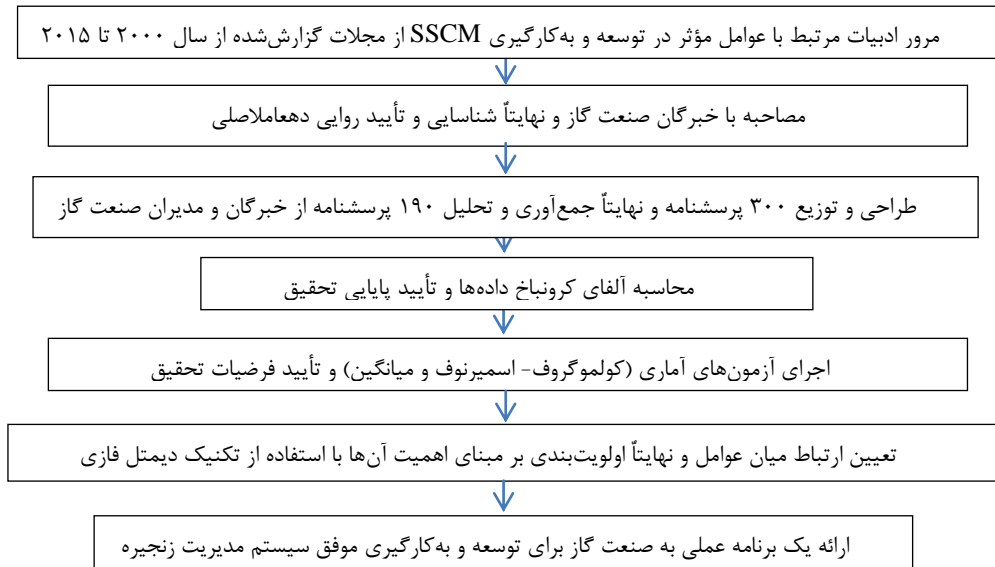 مرور ادبیات مرتبط با عوامل مؤثر در توسعه و به‌کارگیری SSCM از مجلات گزارش‌شده از سال ۲۰۰۰ تا ۲۰۱۵
مصاحبه با خبرگان صنعت گاز و نهایتاً شناسایی و تأیید روایی دهعاملاصلی
طراحی و توزیع ۳۰۰ پرسشنامه و نهایتاً جمع‌آوری و تحلیل ۱۹۰ پرسشنامه از خبرگان و مدیران صنعت گاز
محاسبه آلفای کرونباخ داده‌ها و تأیید پایایی تحقیق
اجرای آزمون‌های آماری (کولموگروف- اسمیرنوف و میانگین) و تأیید فرضیات تحقیق
تعیین ارتباط میان عوامل و نهایتاً اولویت‌بندی بر مبنای اهمیت آن‌ها با استفاده از تکنیک دیمتل فازی
ارائه یک برنامه عملی به صنعت گاز برای توسعه و به‌کارگیری موفق سیستم مدیریت زنجیره